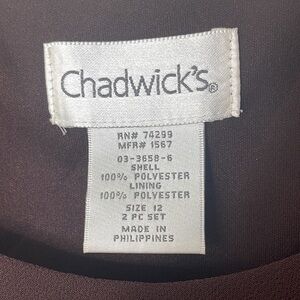 Chadwick's®
RN# 74299
MFR# 1567
03-3658-6
SHELL
100% POLYESTER
LINING
100% POLYESTER
SIZE 12
2 PC SET
MADE IN
PHILIPPINES